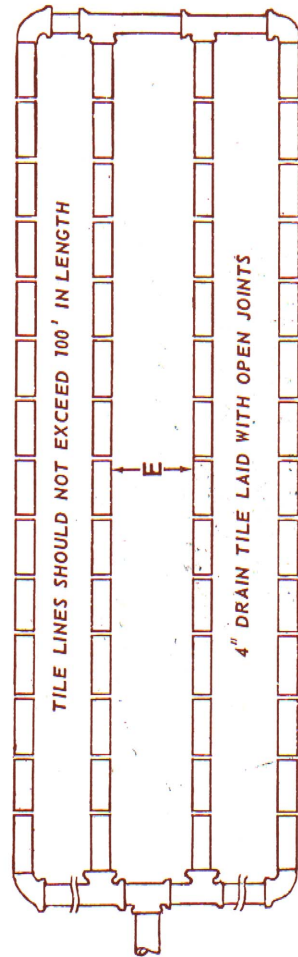 TILE LINES SHOULD NOT EXCEED 100' IN LENGTH
E
4" DRAIN TILE LAID WITH OPEN JOINTS